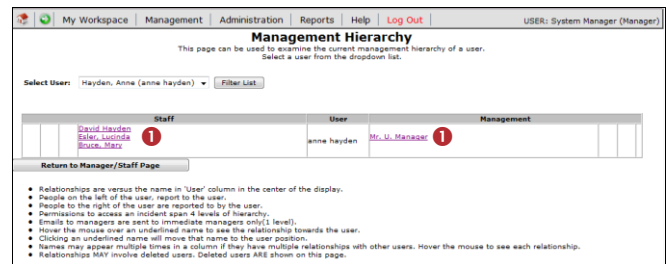 My Workspace Management Administration Reports Help Log Out USER: System Manager (Manager)
Management Hierarchy
This page can be used to examine the current management hierarchy of a user.
Select a user from the dropdown list.
Select User: Hayden, Anne (anne hayden) Filter List
Staff User Management
David Hayden
Esler, Lucinda 1 anne hayden Mr. U. Manager 1
Bruce, Mary
Return to Manager/Staff Page
Relationships are versus the name in 'User' column in the center of the display.
People on the left of the user, report to the user.
People to the right of the user are reported to by the user.
Permissions to access an incident span 4 levels of hierarchy.
Emails to managers are sent to immediate managers only(1 level).
Hover the mouse over an underlined name to see the relationship towards the user.
Clicking an underlined name will move that name to the user position.
Names may appear multiple times in a column if they have multiple relationships with other users. Hover the mouse to see each relationship.
Relationships MAY involve deleted users. Deleted users ARE shown on this page.